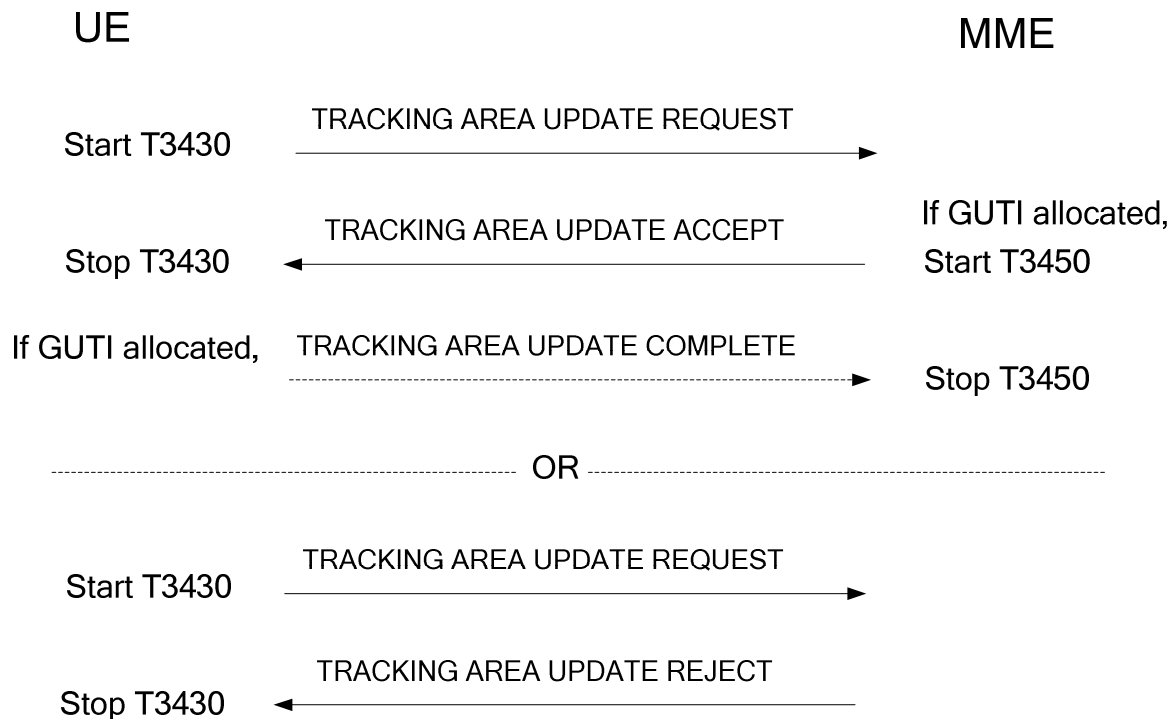 UE
MME
TRACKING AREA UPDATE REQUEST
Start T3430
If GUTI allocated,
TRACKING AREA UPDATE ACCEPT
Stop T3430
Start T3450
If GUTI allocated,
TRACKING AREA UPDATE COMPLETE
Stop T3450
OR
TRACKING AREA UPDATE REQUEST
Start T3430
TRACKING AREA UPDATE REJECT
Stop T3430